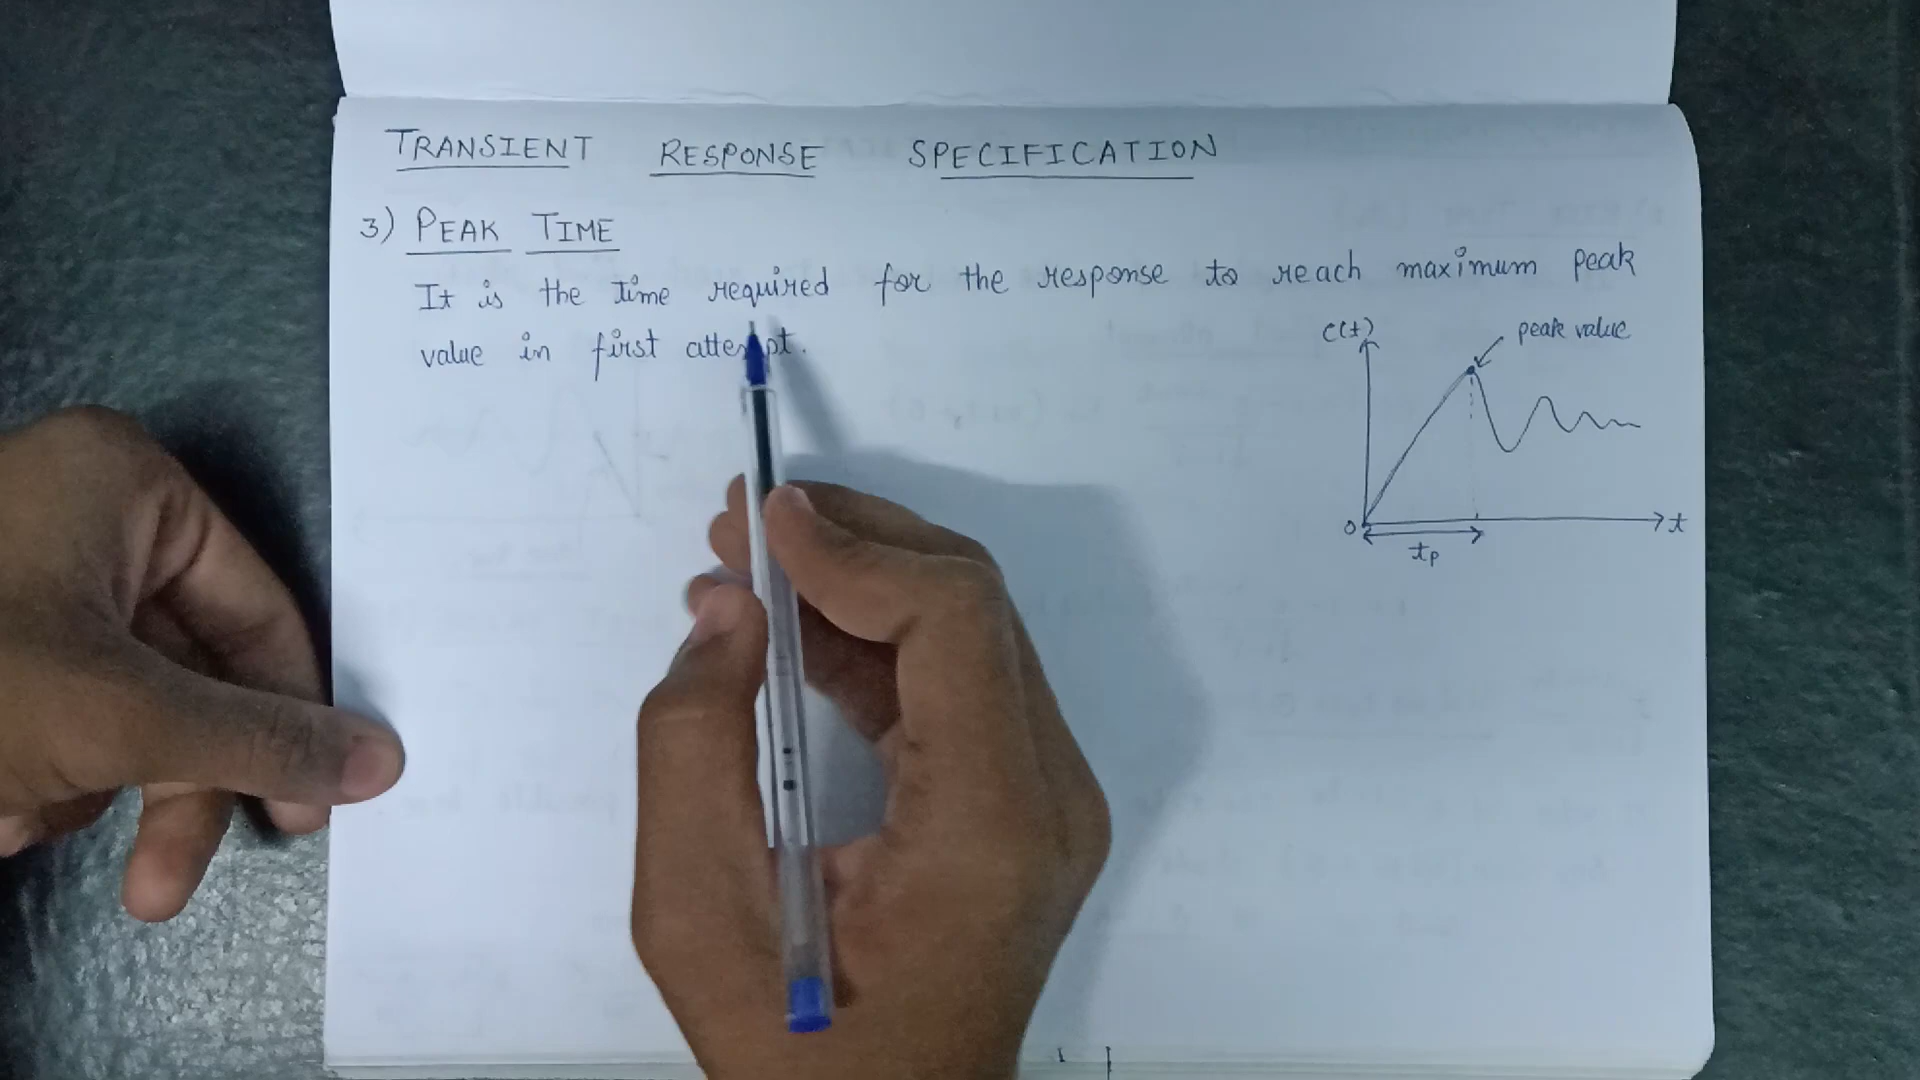 TRANSIENT RESPONSE SPECIFICATION
3) PEAK TIME
It is the time required for the response to reach maximum peak
value in first attempt.
c(t)
peak value
0
t
tp